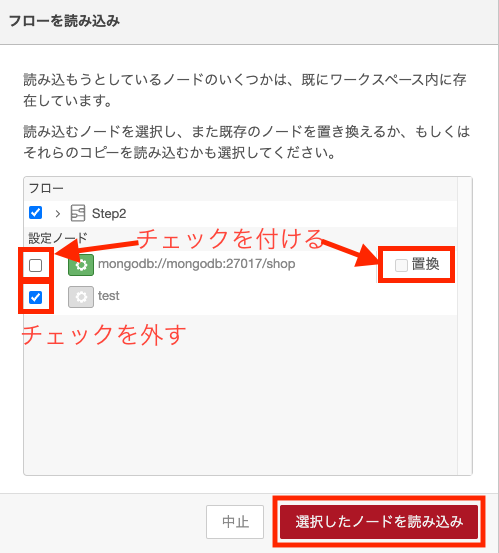 フローを読み込み
読み込もうとしているノードのいくつかは、既にワークスペース内に存
在しています。
読み込むノードを選択し、また既存のノードを置き換えるか、もしくは
それらのコピーを読み込むかも選択してください。
フロー
Step2
設定ノード
チェックを付ける
mongodb://mongodb:27017/shop
置換
test
チェックを外す
中止
選択したノードを読み込み